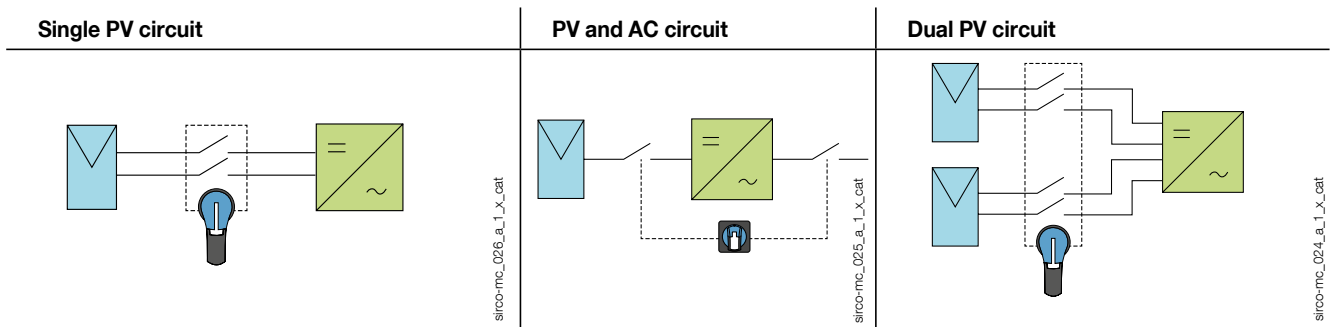 Single PV circuit
PV and AC circuit
Dual PV circuit
sirco-mc_026_a_1_x_cat
sirco-mc_025_a_1_x_cat
sirco-mc_024_a_1_x_cat